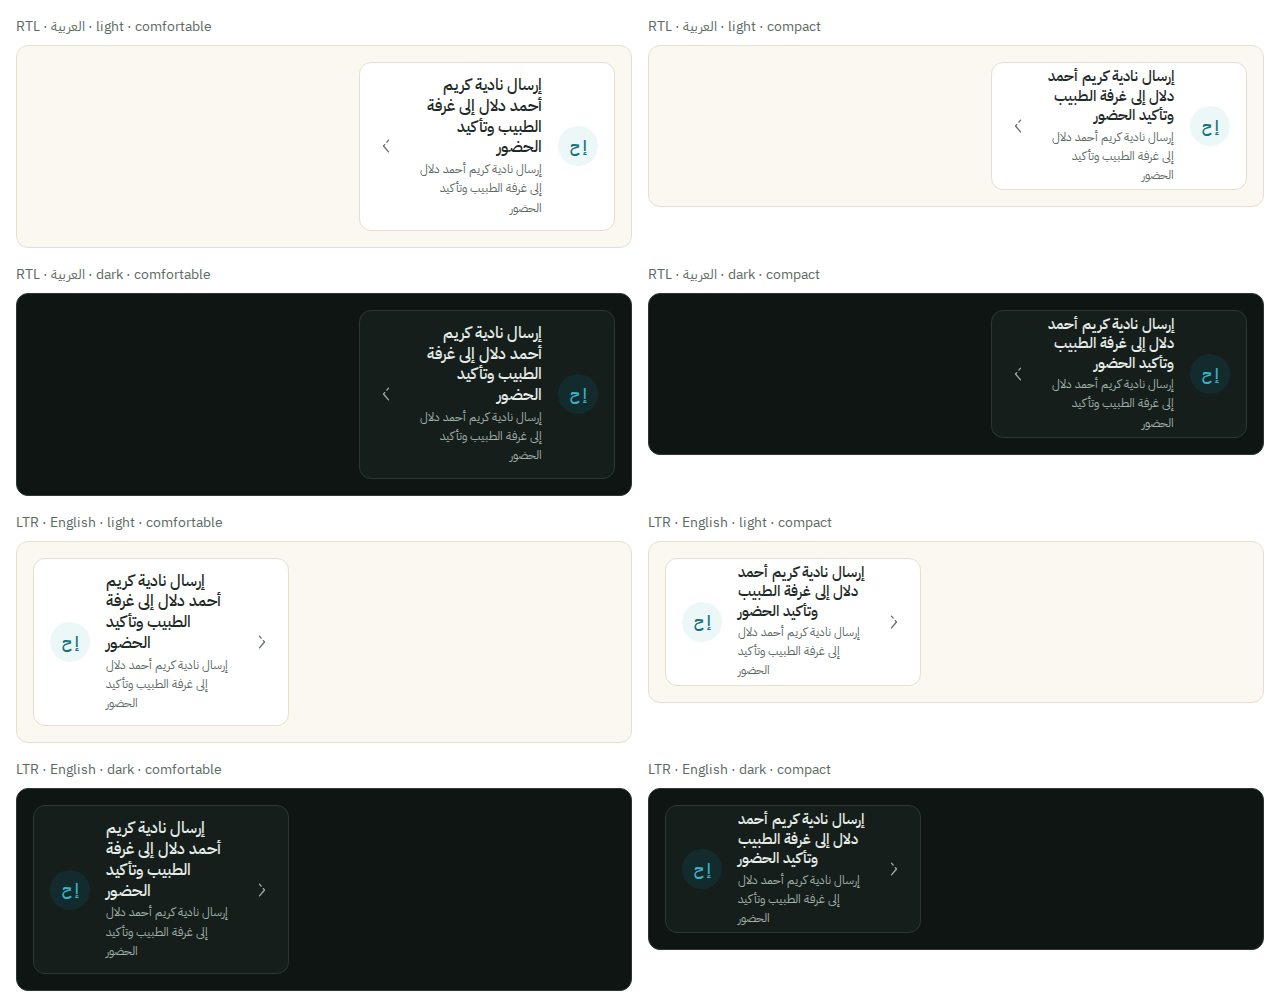 RTL · العربية · light · comfortable
إرسال نادية كريم
أحمد دلال إلى غرفة
الطبيب وتأكيد
الحضور
إرسال نادية كريم أحمد دلال
إلى غرفة الطبيب وتأكيد
الحضور
إح
RTL · العربية · light · compact
إرسال نادية كريم أحمد
دلال إلى غرفة الطبيب
وتأكيد الحضور
إرسال نادية كريم أحمد دلال
إلى غرفة الطبيب وتأكيد
الحضور
إح
RTL · العربية · dark · comfortable
إرسال نادية كريم
أحمد دلال إلى غرفة
الطبيب وتأكيد
الحضور
إرسال نادية كريم أحمد دلال
إلى غرفة الطبيب وتأكيد
الحضور
إح
RTL · العربية · dark · compact
إرسال نادية كريم أحمد
دلال إلى غرفة الطبيب
وتأكيد الحضور
إرسال نادية كريم أحمد دلال
إلى غرفة الطبيب وتأكيد
الحضور
إح
LTR · English · light · comfortable
إح
إرسال نادية كريم
أحمد دلال إلى غرفة
الطبيب وتأكيد
الحضور
إرسال نادية كريم أحمد دلال
إلى غرفة الطبيب وتأكيد
الحضور
LTR · English · light · compact
إح
إرسال نادية كريم أحمد
دلال إلى غرفة الطبيب
وتأكيد الحضور
إرسال نادية كريم أحمد دلال
إلى غرفة الطبيب وتأكيد
الحضور
LTR · English · dark · comfortable
إح
إرسال نادية كريم
أحمد دلال إلى غرفة
الطبيب وتأكيد
الحضور
إرسال نادية كريم أحمد دلال
إلى غرفة الطبيب وتأكيد
الحضور
LTR · English · dark · compact
إح
إرسال نادية كريم أحمد
دلال إلى غرفة الطبيب
وتأكيد الحضور
إرسال نادية كريم أحمد دلال
إلى غرفة الطبيب وتأكيد
الحضور